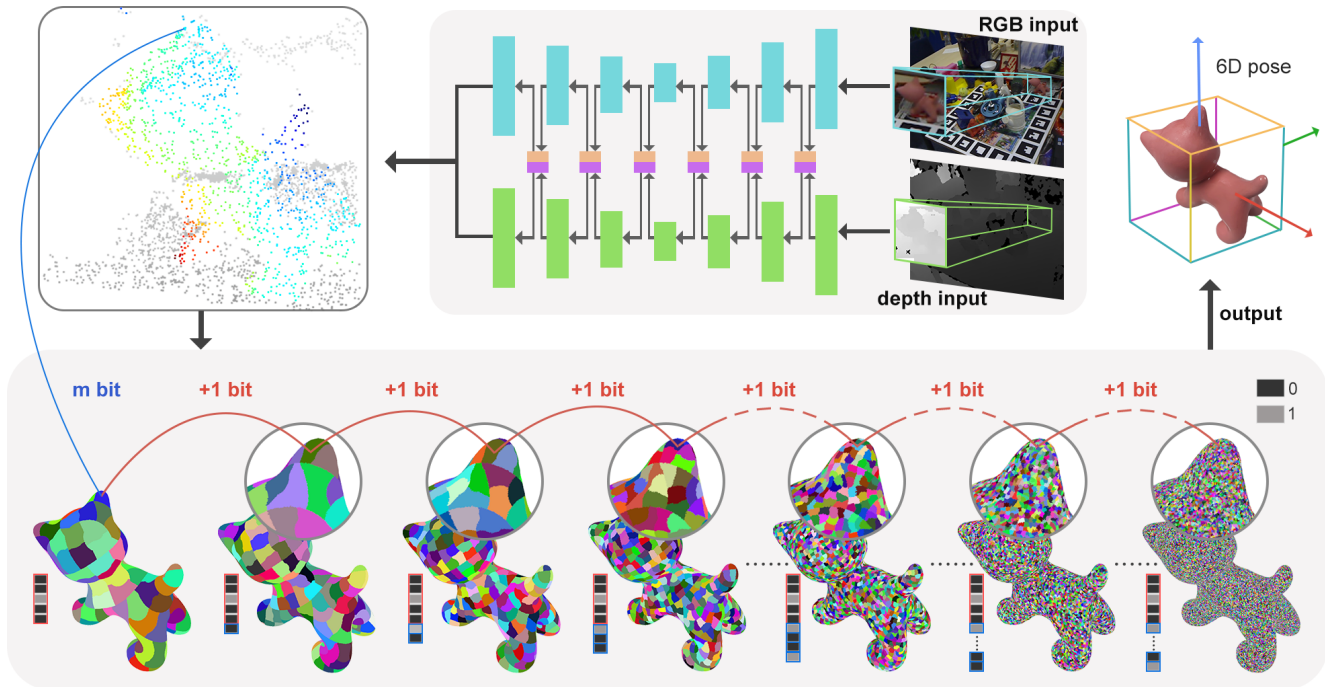 RGB input
6D pose
depth input
output
m bit
+1 bit
+1 bit
+1 bit
+1 bit
+1 bit
+1 bit
0
1